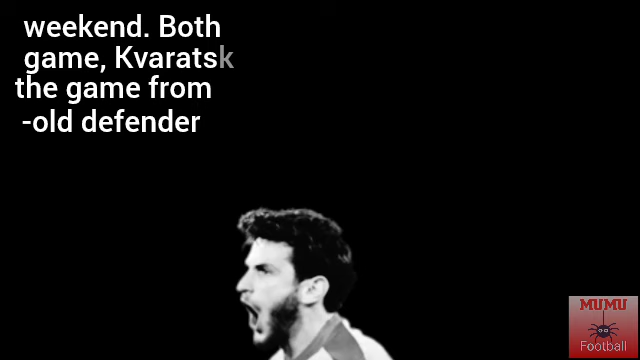 weekend. Both
game, Kvaratsk
the game from
-old defender
MUMU
Football